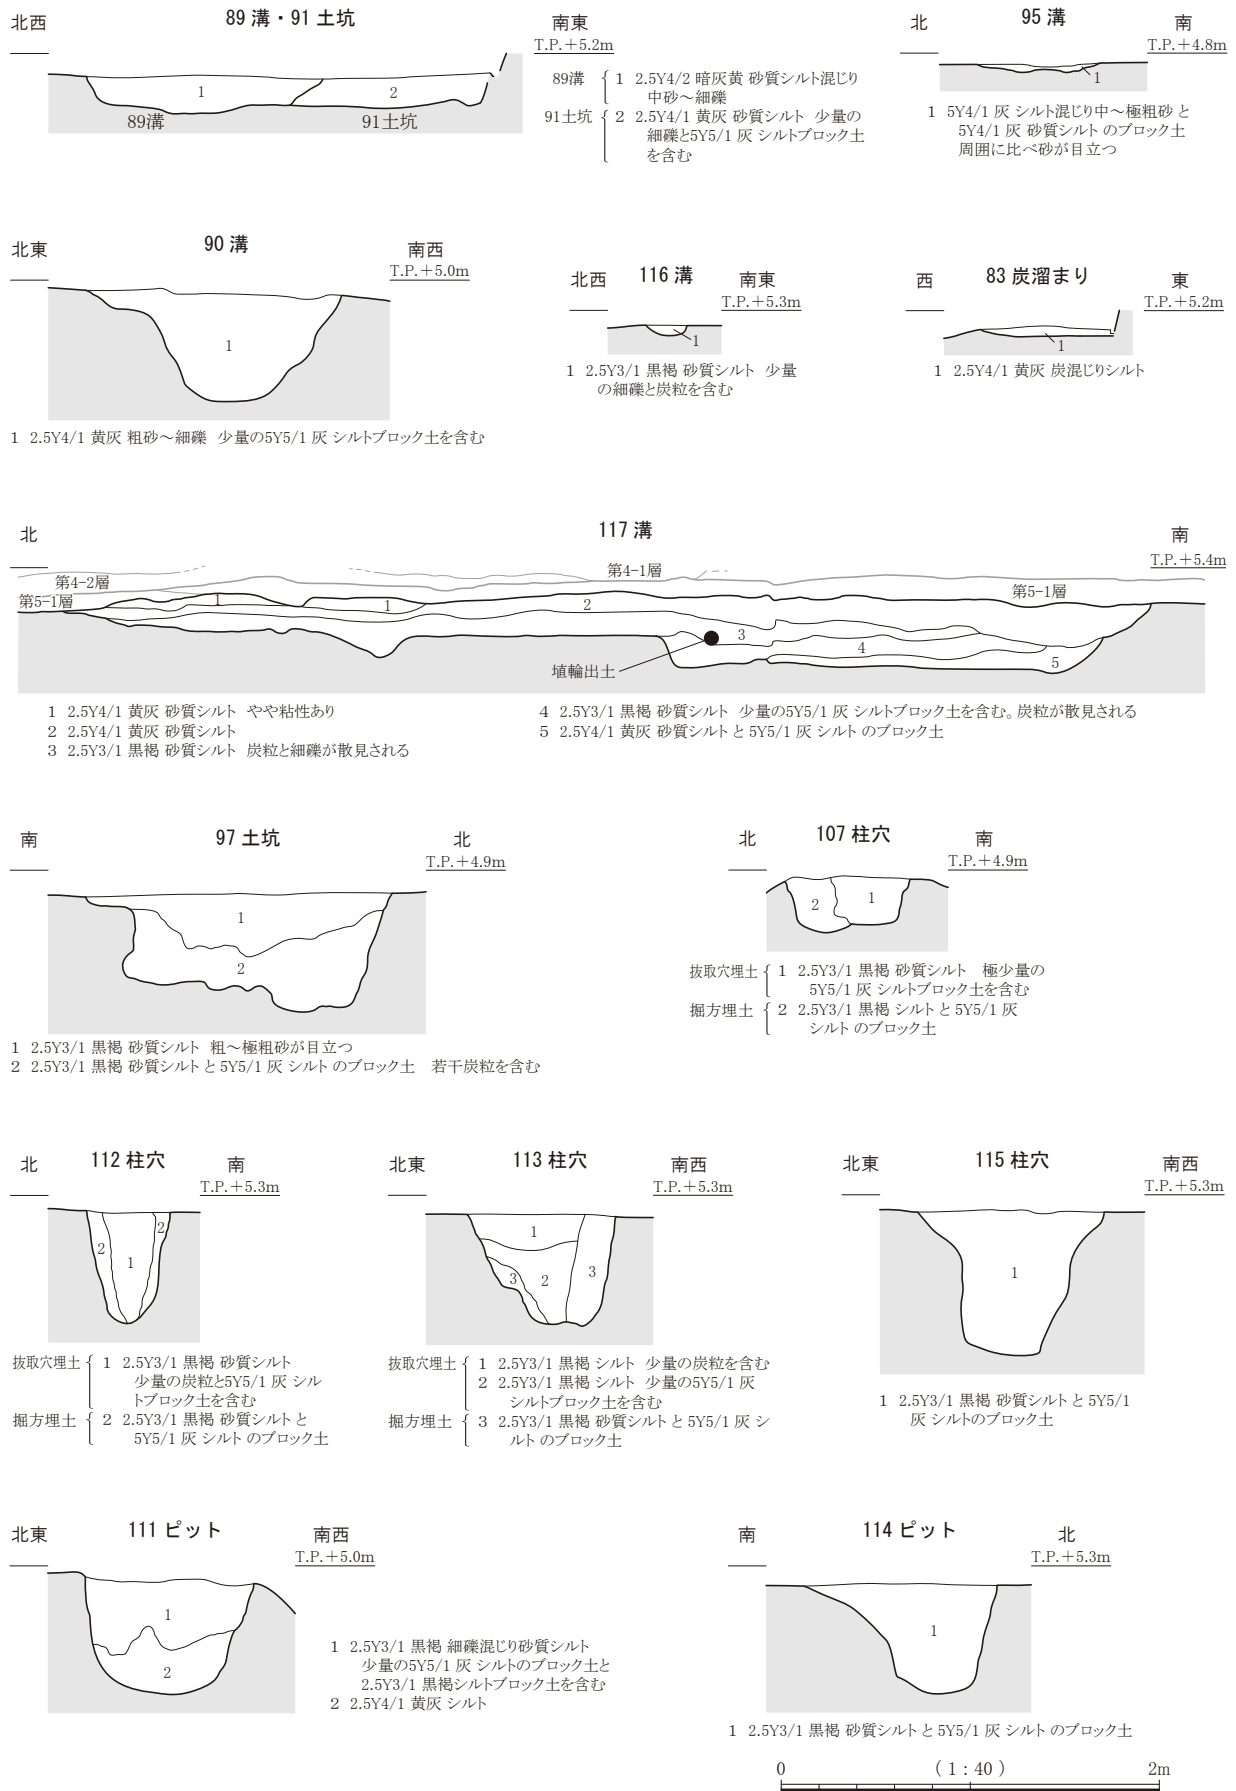 89 溝・91 土坑
北西
南東
T.P.+5.2m
1
2
89溝
91土坑
89溝 { 1 2.5Y4/2 暗灰黄 砂質シルト混じり
中砂～細礫
91土坑 { 2 2.5Y4/1 黄灰 砂質シルト 少量の
細礫と5Y5/1 灰 シルトブロック土
を含む
95 溝
北
南
T.P.+4.8m
1
1 5Y4/1 灰 シルト混じり中～極粗砂 と
5Y4/1 灰 砂質シルト のブロック土
周囲に比べ砂が目立つ
90 溝
北東
南西
T.P.+5.0m
1
1 2.5Y4/1 黄灰 粗砂～細礫 少量の5Y5/1 灰 シルトブロック土を含む
116 溝
北西
南東
T.P.+5.3m
1
1 2.5Y3/1 黒褐 砂質シルト 少量
の細礫と炭粒を含む
83 炭溜まり
西
東
T.P.+5.2m
1
1 2.5Y4/1 黄灰 炭混じりシルト
117 溝
北
南
T.P.+5.4m
第4-2層
第4-1層
第5-1層
第5-1層
1
1
2
3
4
5
埴輪出土
1 2.5Y4/1 黄灰 砂質シルト やや粘性あり
2 2.5Y4/1 黄灰 砂質シルト
3 2.5Y3/1 黒褐 砂質シルト 炭粒と細礫が散見される
4 2.5Y3/1 黒褐 砂質シルト 少量の5Y5/1 灰 シルトブロック土を含む。炭粒が散見される
5 2.5Y4/1 黄灰 砂質シルト と 5Y5/1 灰 シルト のブロック土
97 土坑
南
北
T.P.+4.9m
1
2
1 2.5Y3/1 黒褐 砂質シルト 粗～極粗砂が目立つ
2 2.5Y3/1 黒褐 砂質シルト と 5Y5/1 灰 シルト のブロック土 若干炭粒を含む
107 柱穴
北
南
T.P.+4.9m
2
1
抜取穴埋土 { 1 2.5Y3/1 黒褐 砂質シルト 極少量の
5Y5/1 灰 シルトブロック土を含む
掘方埋土 { 2 2.5Y3/1 黒褐 シルト と 5Y5/1 灰
シルト のブロック土
112 柱穴
北
南
T.P.+5.3m
2
1
2
抜取穴埋土 { 1 2.5Y3/1 黒褐 砂質シルト
少量の炭粒と5Y5/1 灰 シル
トブロック土を含む
掘方埋土 { 2 2.5Y3/1 黒褐 砂質シルト と
5Y5/1 灰 シルト のブロック土
113 柱穴
北東
南西
T.P.+5.3m
1
2
3
3
抜取穴埋土 { 1 2.5Y3/1 黒褐 シルト 少量の炭粒を含む
2 2.5Y3/1 黒褐 シルト 少量の5Y5/1 灰
シルトブロック土を含む
掘方埋土 { 3 2.5Y3/1 黒褐 砂質シルト と 5Y5/1 灰 シ
ルト のブロック土
115 柱穴
北東
南西
T.P.+5.3m
1
1 2.5Y3/1 黒褐 砂質シルト と 5Y5/1
灰 シルトのブロック土
111 ピット
北東
南西
T.P.+5.0m
1
2
1 2.5Y3/1 黒褐 細礫混じり砂質シルト
少量の5Y5/1 灰 シルトのブロック土と
2.5Y3/1 黒褐シルトブロック土を含む
2 2.5Y4/1 黄灰 シルト
114 ピット
南
北
T.P.+5.3m
1
1 2.5Y3/1 黒褐 砂質シルト と 5Y5/1 灰 シルト のブロック土
0 ( 1 : 40 ) 2m